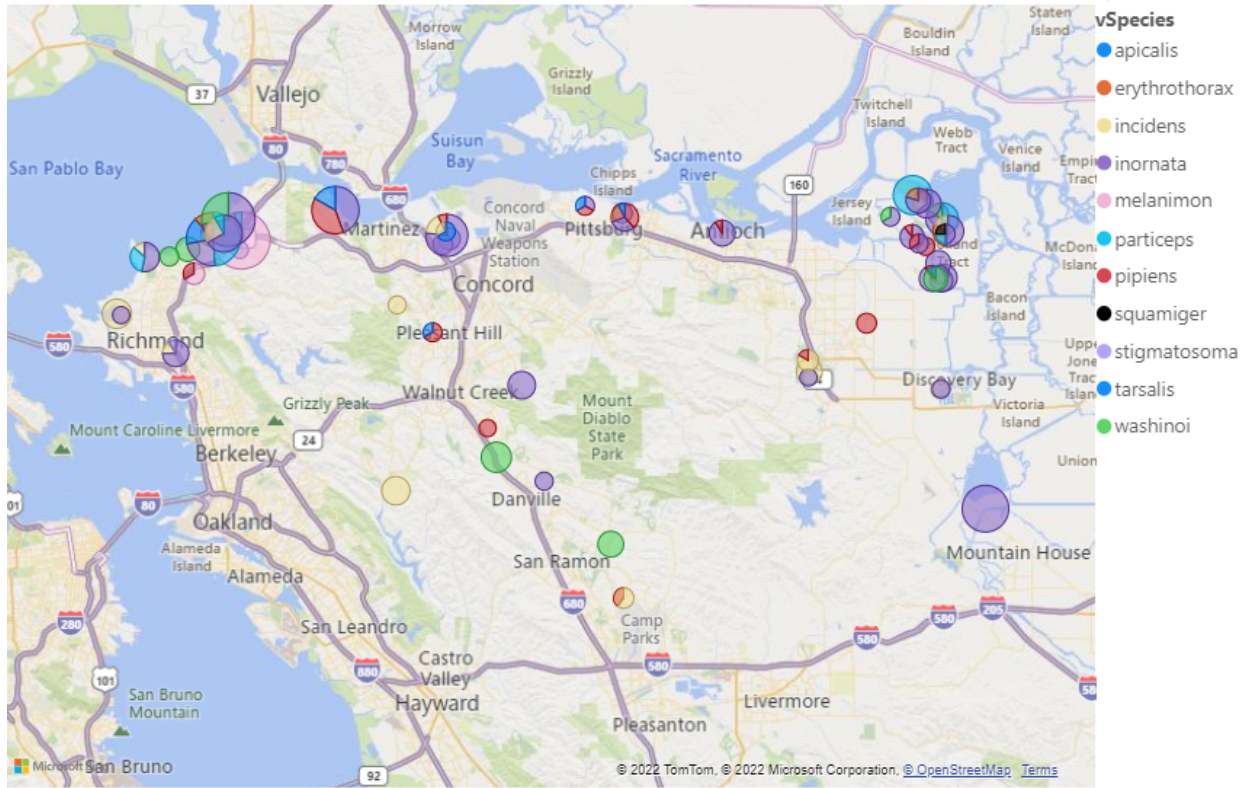 vSpecies
apicalis
erythrothorax
incidens
inornata
melanimon
particeps
pipiens
squamiger
stigmatosoma
tarsalis
washinoi
Morrow
Island
Bouldin
Island
Staten
Island
Grizzly
Island
37
Vallejo
Twitchell
Island
80
780
Suisun
Bay
Webb
Tract
Venice
Island
San Pablo Bay
Chipps
Island
Sacramento
River
160
680
Jersey
Island
Concord
Naval
Weapons
Station
Martinez
Pittsburg
Antioch
Tract
Concord
Bacon
Island
580
Richmond
Pleasant Hill
580
Walnut Creek
Discovery Bay
Grizzly Peak
Mount
Diablo
State
Park
Victoria
Island
Mount Caroline Livermore
24
Berkeley
Union
80
Danville
01
Oakland
Alameda
Island
San Ramon
Mountain House
Alameda
680
205
280
San Leandro
Camp
Parks
580
580
580
880
Castro
Valley
101
Hayward
San Bruno
Mountain
Livermore
58
Pleasanton
San Bruno
92
© 2022 TomTom, © 2022 Microsoft Corporation, © OpenStreetMap Terms